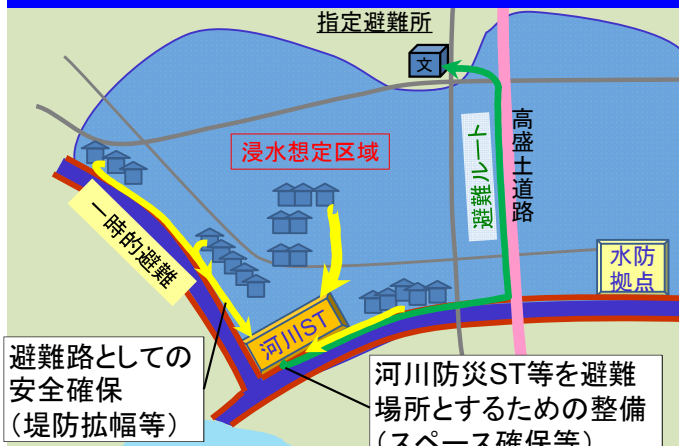 指定避難所
文
高盛土道路
避難ルート
浸水想定区域
一時的避難
水防
拠点
河川ST
避難路としての
安全確保
（堤防拡幅等）
河川防災ST等を避難
場所とするための整備
（スペース確保等）